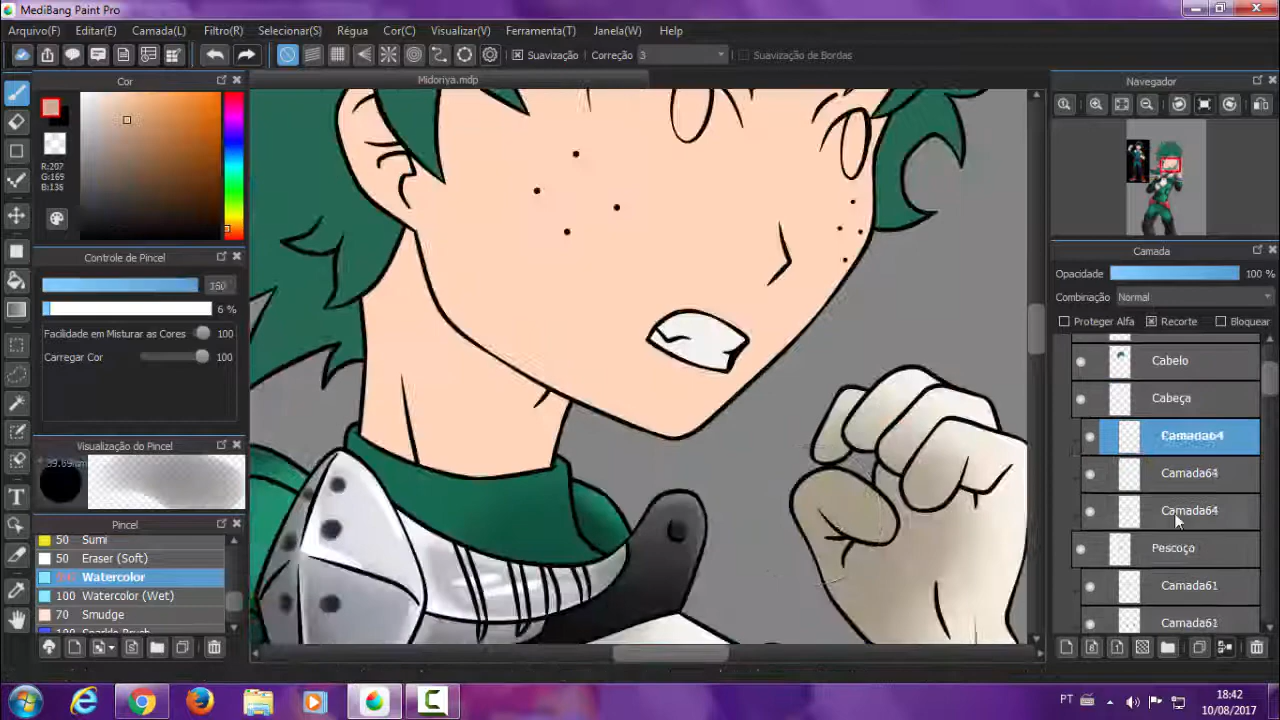 MediBang Paint Pro
Arquivo(F) Editar(E) Camada(L) Filtro(R) Selecionar(S) Régua Cor(C) Visualizar(V) Ferramenta(T) Janela(W) Help
Suavização Correção 3 Suavização de Bordas
Cor
Midoriya.mdp
Navegador
R:207
G:169
B:136
Controle de Pincel
Camada
Opacidade 100 %
6 %
Combinação Normal
Proteger Alfa Recorte Bloquear
Facilidade em Misturar as Cores 100
Carregar Cor 100
Cabelo
Cabeça
Camada64
Visualização do Pincel
Camada64
Camada64
Pincel
50 Sumi
Pescoço
50 Eraser (Soft)
Watercolor
Camada61
100 Watercolor (Wet)
70 Smudge
Camada61
PT
18:42
10/08/2017